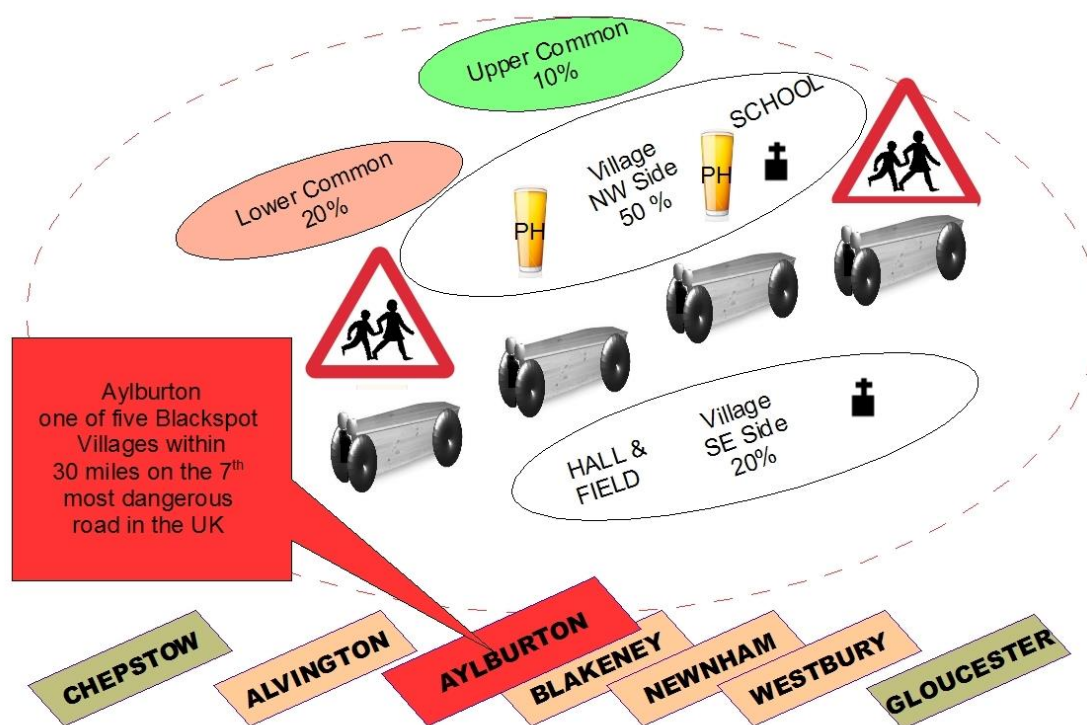 Upper Common
10%
SCHOOL
Village
NW Side
50 %
PH
PH
Lower Common
20%
Aylburton
one of five Blackspot
Villages within
30 miles on the 7th
most dangerous
road in the UK
Village
SE Side
20%
HALL &
FIELD
CHEPSTOW
ALVINGTON
AYLBURTON
BLAKENEY
NEWNHAM
WESTBURY
GLOUCESTER